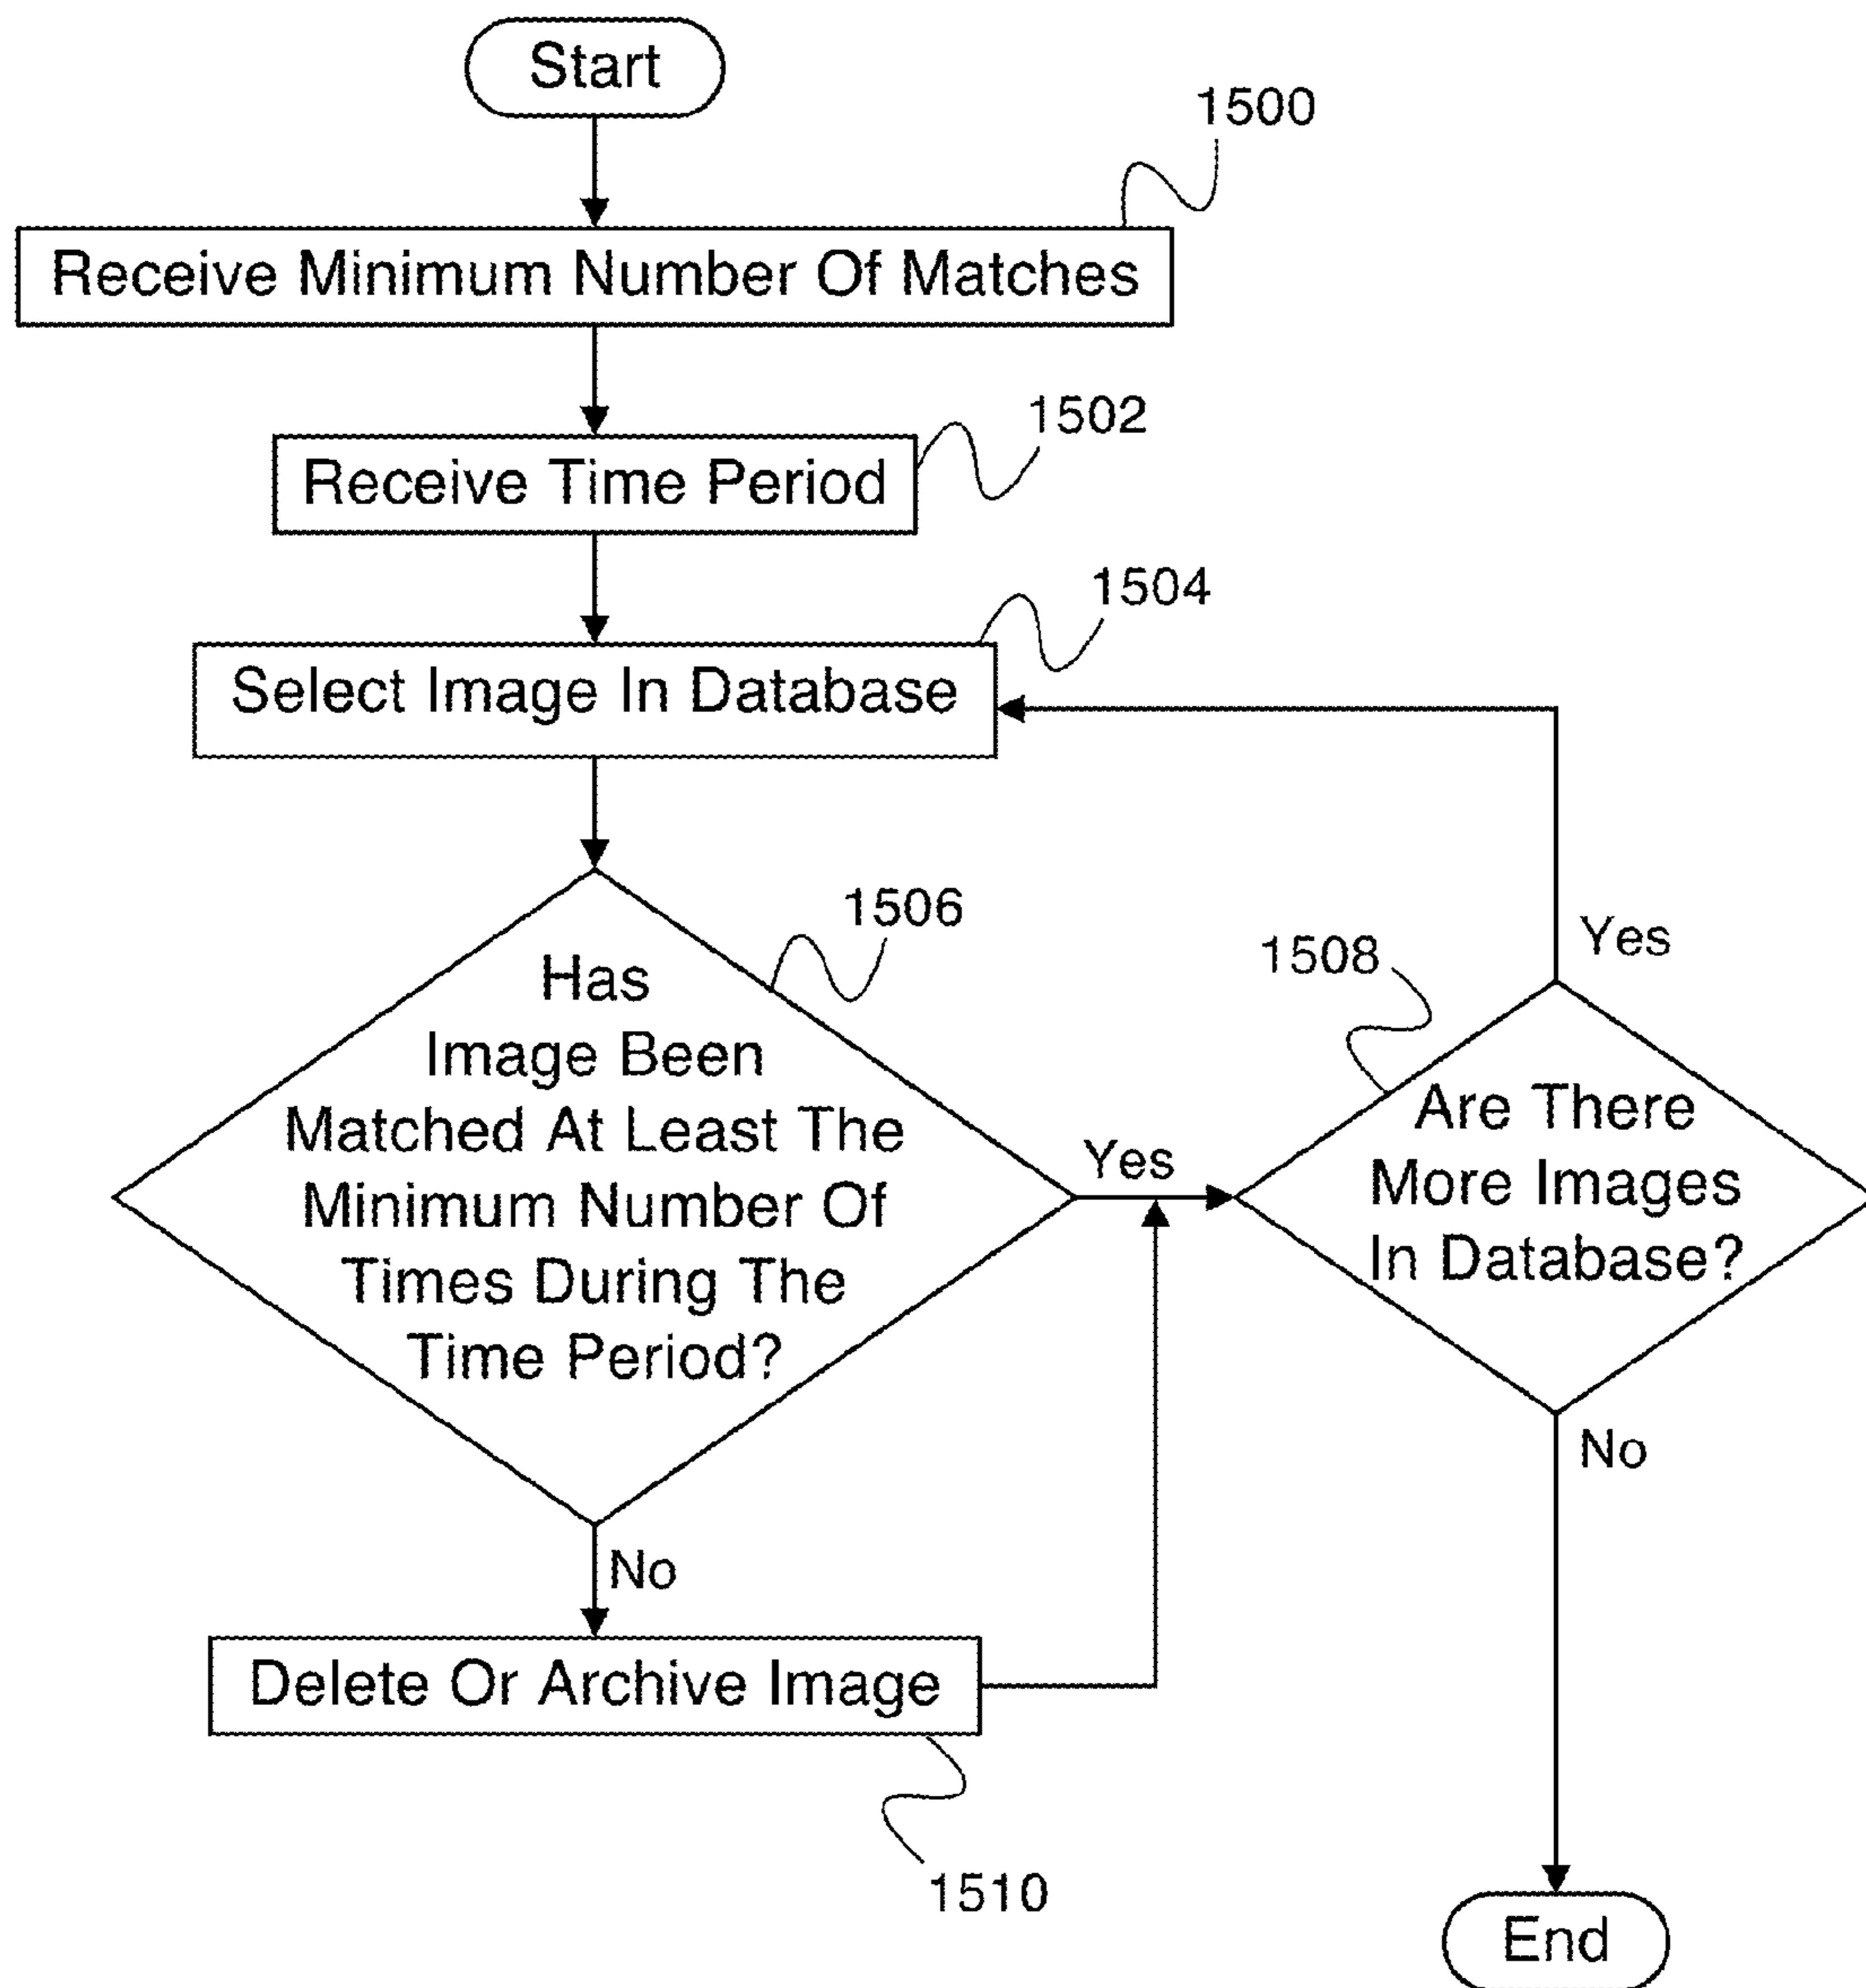 Start
1500
Receive Minimum Number Of Matches
1502
Receive Time Period
1504
Select Image In Database
1506
Has
Image Been
Matched At Least The
Minimum Number Of
Times During The
Time Period?
Yes
1508
Yes
Are There
More Images
In Database?
No
No
Delete Or Archive Image
1510
End